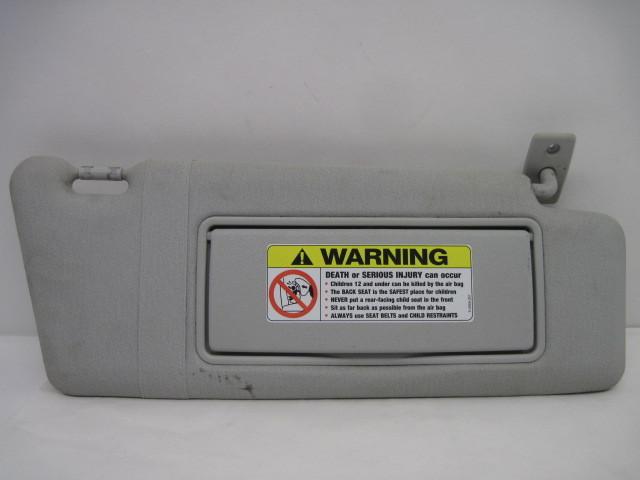 WARNING
DEATH or SERIOUS INJURY can occur
• Children 12 and under can be killed by the air bag
• The BACK SEAT is the SAFEST place for children
• NEVER put a rear-facing child seat in the front
• Sit as far back as possible from the air bag
• ALWAYS use SEAT BELTS and CHILD RESTRAINTS